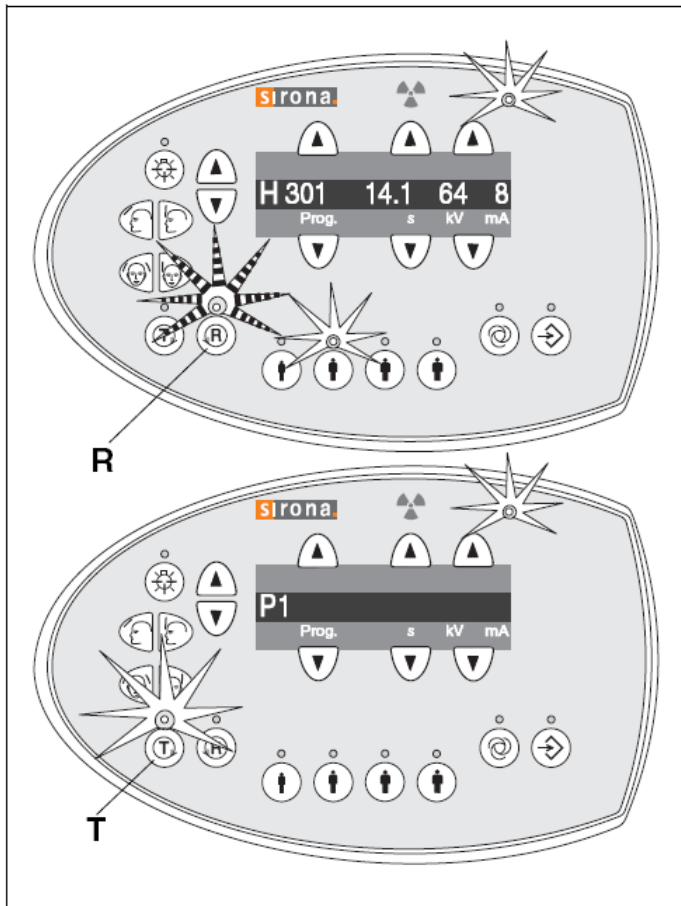 sirona.
H 301 14.1 64 8
Prog. s kV mA
T R
R
sirona.
P1
Prog. s kV mA
T R
T